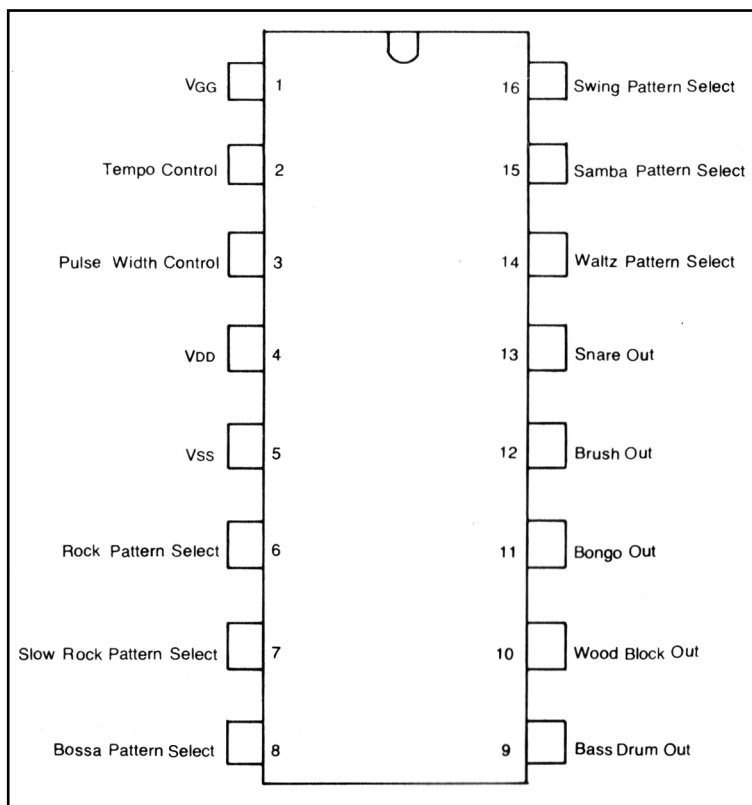 VGG 1 16 Swing Pattern Select
Tempo Control 2 15 Samba Pattern Select
Pulse Width Control 3 14 Waltz Pattern Select
VDD 4 13 Snare Out
VSS 5 12 Brush Out
Rock Pattern Select 6 11 Bongo Out
Slow Rock Pattern Select 7 10 Wood Block Out
Bossa Pattern Select 8 9 Bass Drum Out